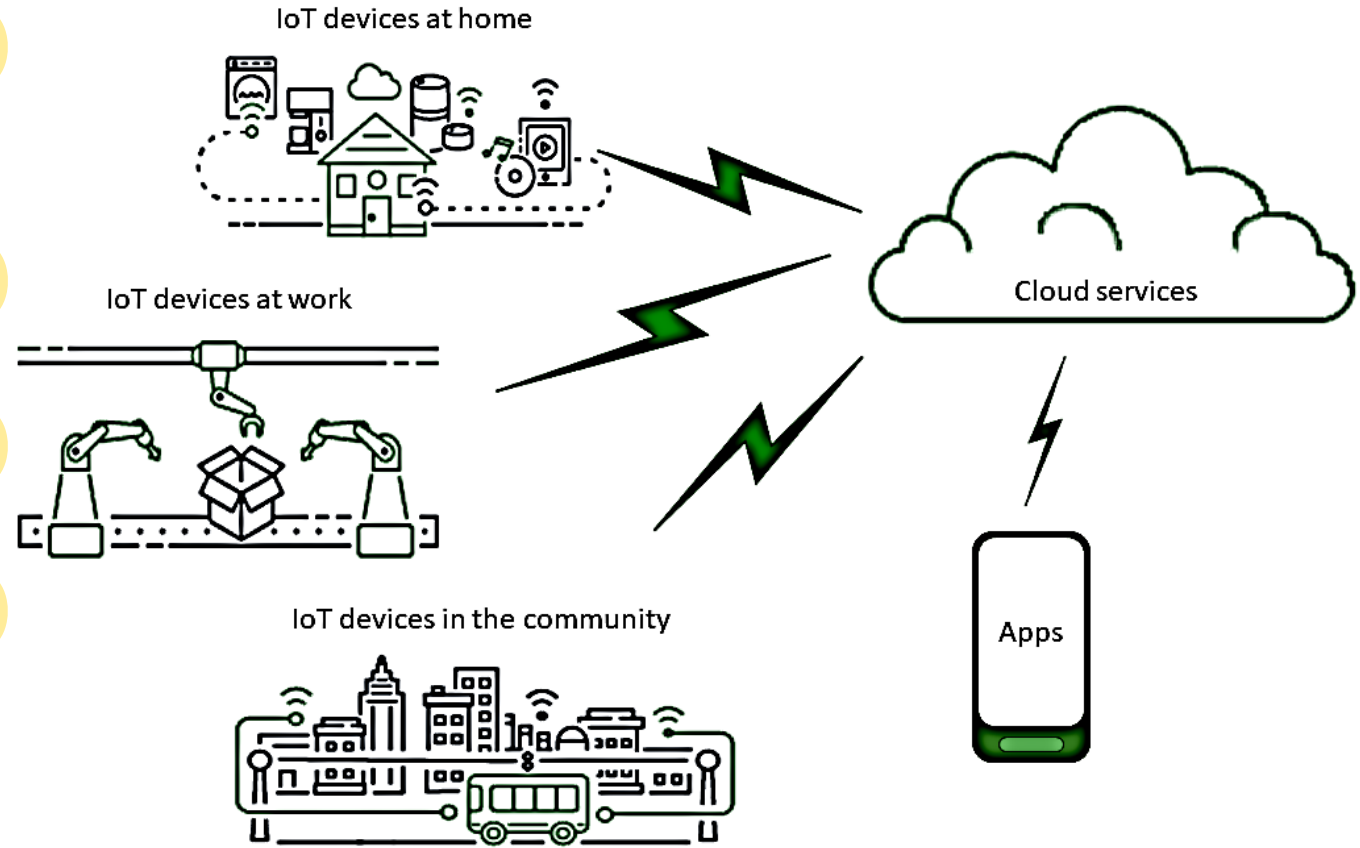 IoT devices at home
Cloud services
IoT devices at work
Apps
IoT devices in the community